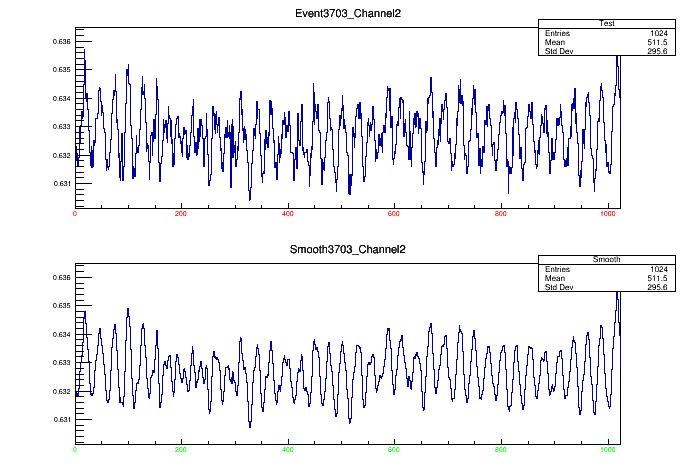 Event3703_Channel2
Test
Entries 1024
Mean 511.5
Std Dev 295.6
0.636
0.635
0.634
0.633
0.632
0.631
0 200 400 600 800 1000
Smooth3703_Channel2
Smooth
Entries 1024
Mean 511.5
Std Dev 295.6
0.636
0.635
0.634
0.633
0.632
0.631
0 200 400 600 800 1000